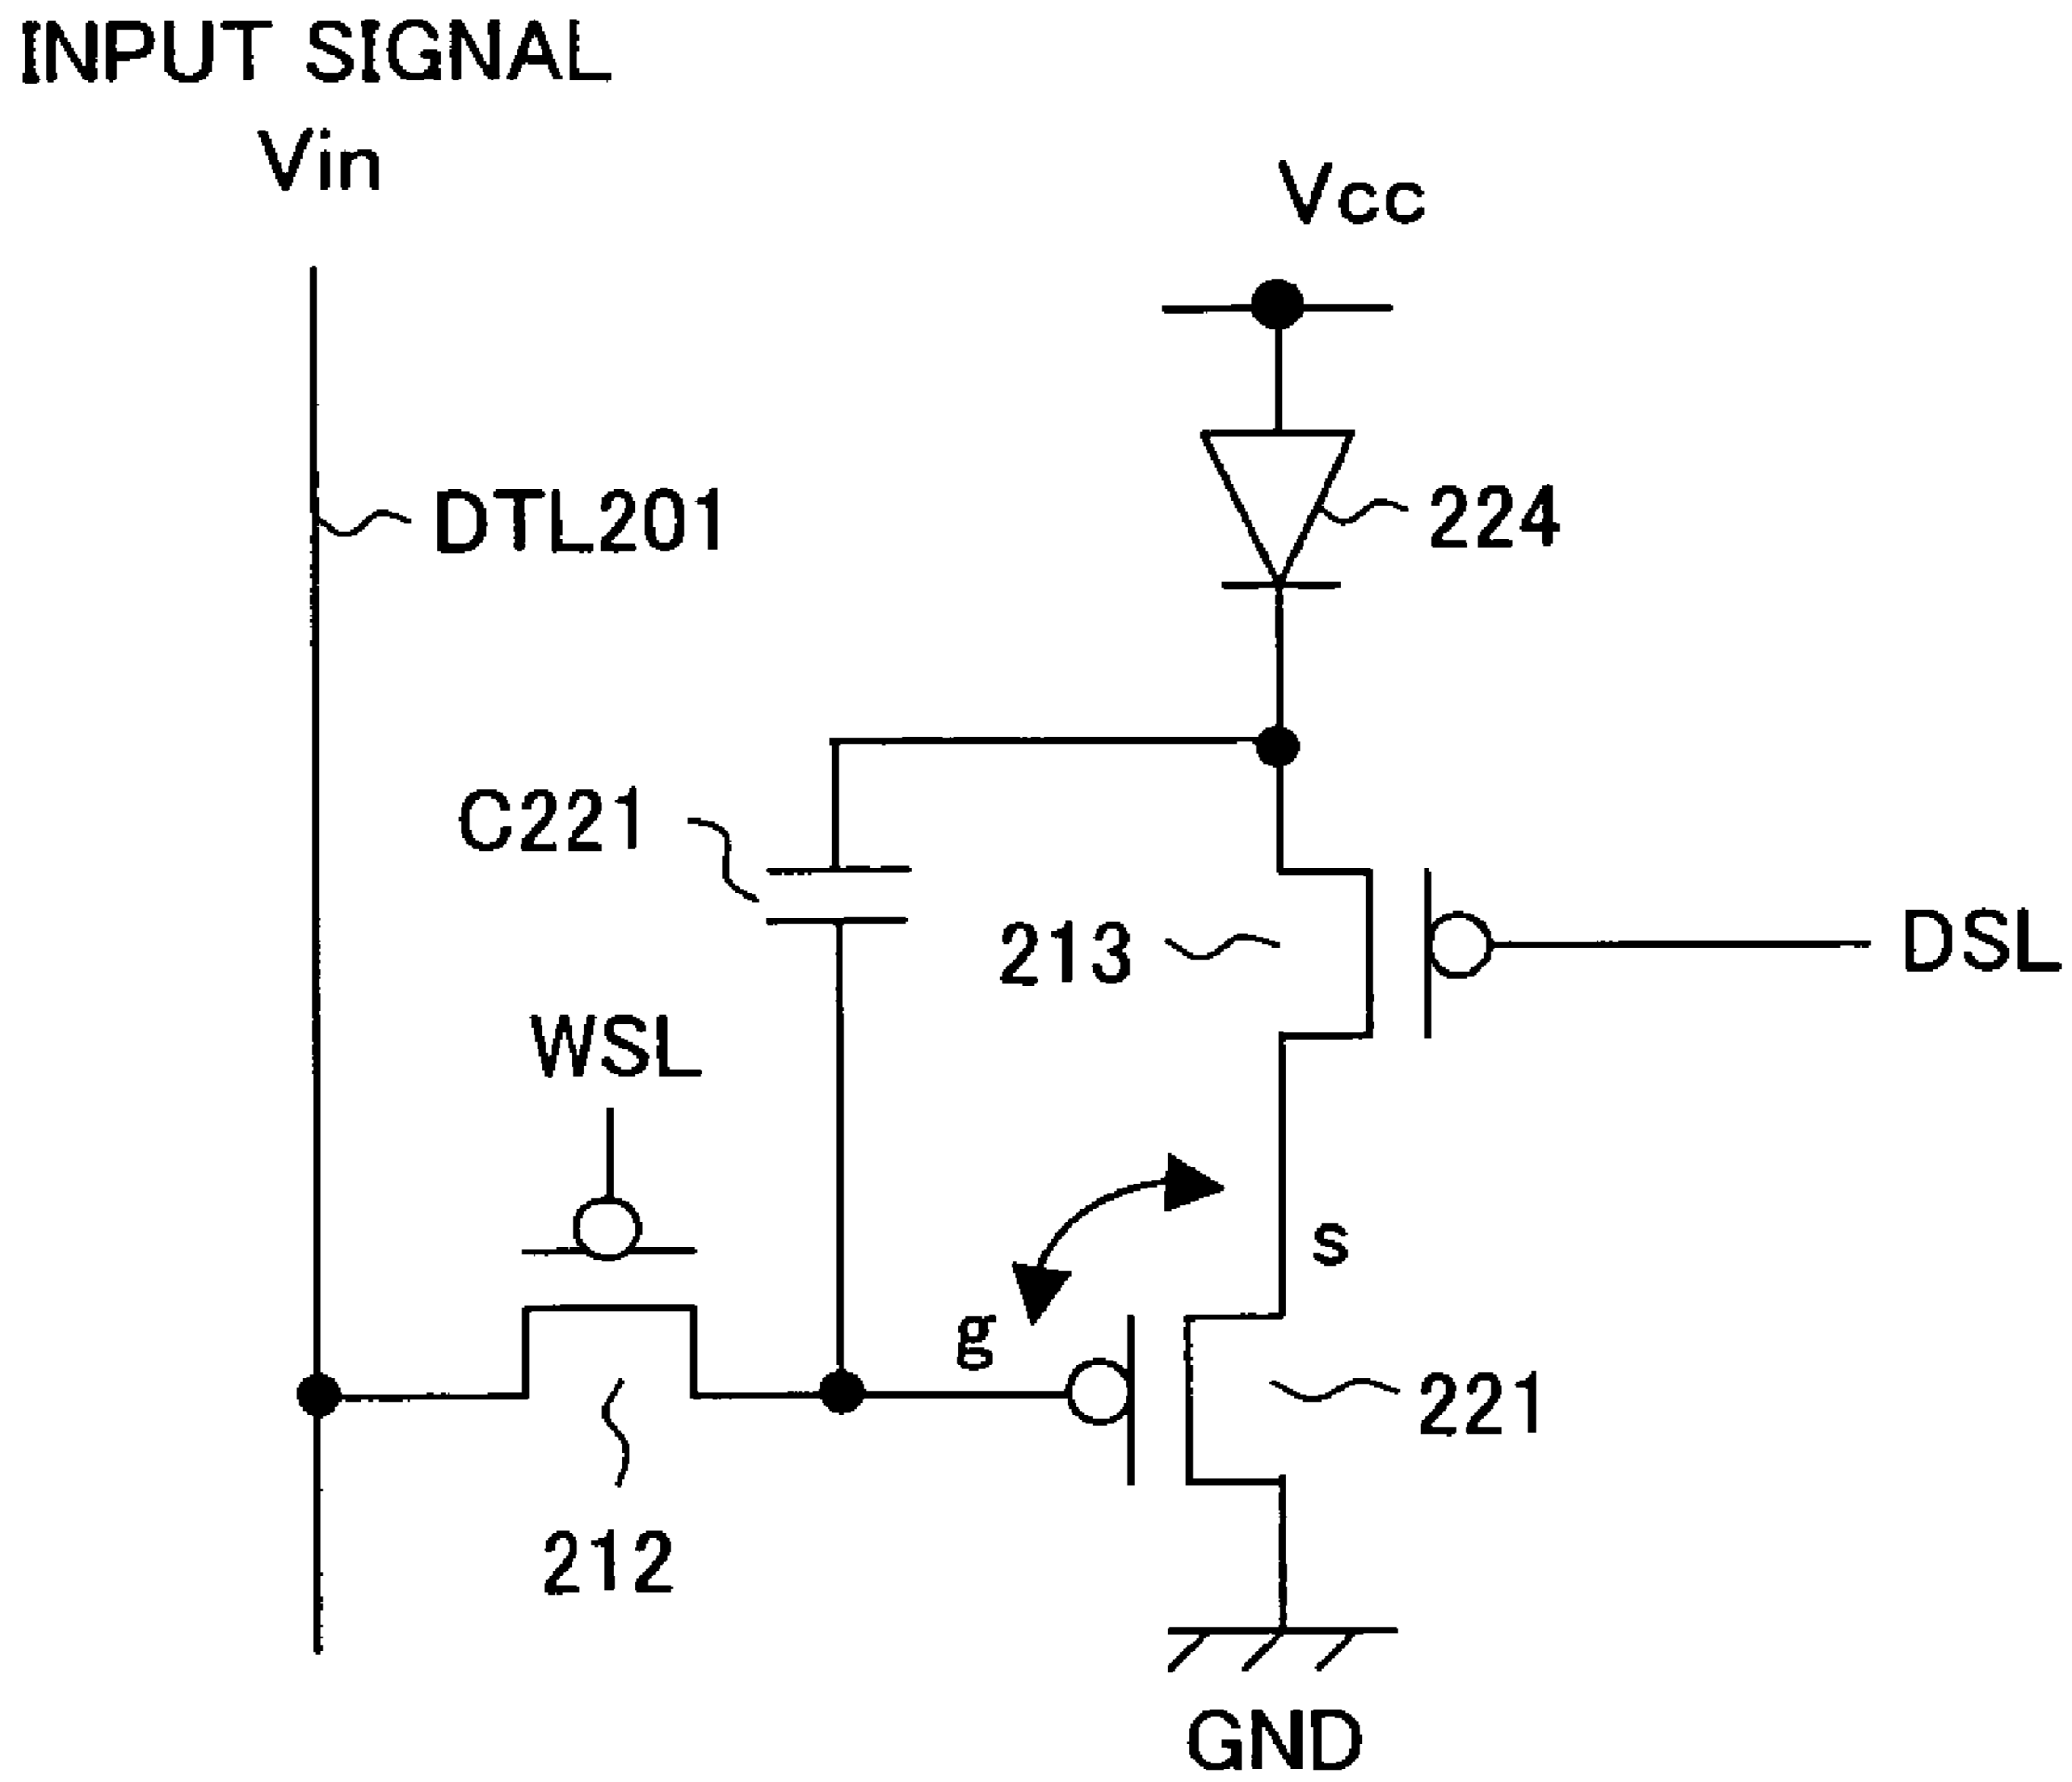 INPUT SIGNAL
Vin
Vcc
DTL201
224
C221
213
DSL
WSL
s
g
221
212
GND